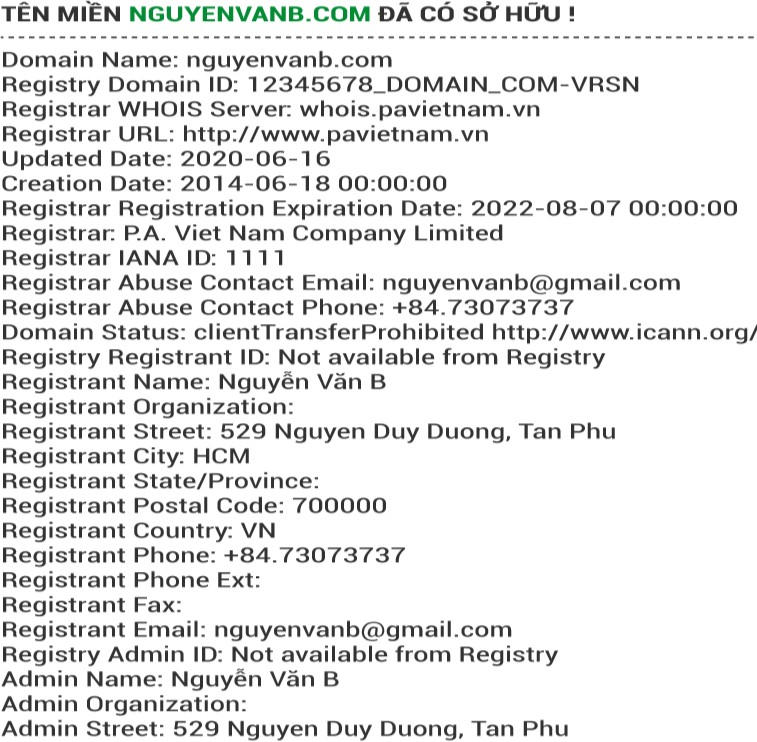 TÊN MIỀN NGUYENVANB.COM ĐÃ CÓ SỞ HỮU !
Domain Name: nguyenvanb.com
Registry Domain ID: 12345678_DOMAIN_COM-VRSN
Registrar WHOIS Server: whois.pavietnam.vn
Registrar URL: http://www.pavietnam.vn
Updated Date: 2020-06-16
Creation Date: 2014-06-18 00:00:00
Registrar Registration Expiration Date: 2022-08-07 00:00:00
Registrar: P.A. Viet Nam Company Limited
Registrar IANA ID: 1111
Registrar Abuse Contact Email: nguyenvanb@gmail.com
Registrar Abuse Contact Phone: +84.73073737
Domain Status: clientTransferProhibited http://www.icann.org/
Registry Registrant ID: Not available from Registry
Registrant Name: Nguyễn Văn B
Registrant Organization:
Registrant Street: 529 Nguyen Duy Duong, Tan Phu
Registrant City: HCM
Registrant State/Province:
Registrant Postal Code: 700000
Registrant Country: VN
Registrant Phone: +84.73073737
Registrant Phone Ext:
Registrant Fax:
Registrant Email: nguyenvanb@gmail.com
Registry Admin ID: Not available from Registry
Admin Name: Nguyễn Văn B
Admin Organization:
Admin Street: 529 Nguyen Duy Duong, Tan Phu